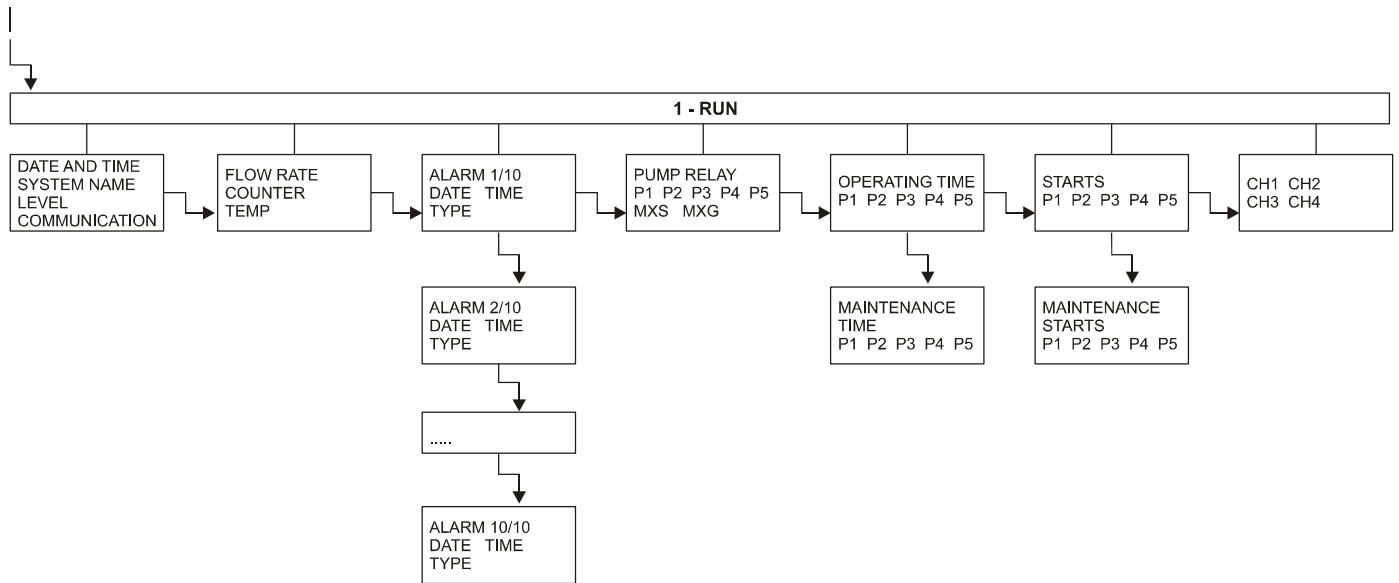 1 - RUN
DATE AND TIME
SYSTEM NAME
LEVEL
COMMUNICATION
FLOW RATE
COUNTER
TEMP
ALARM 1/10
DATE TIME
TYPE
PUMP RELAY
P1 P2 P3 P4 P5
MXS MXG
OPERATING TIME
P1 P2 P3 P4 P5
STARTS
P1 P2 P3 P4 P5
CH1 CH2
CH3 CH4
ALARM 2/10
DATE TIME
TYPE
MAINTENANCE
TIME
P1 P2 P3 P4 P5
MAINTENANCE
STARTS
P1 P2 P3 P4 P5
.....
ALARM 10/10
DATE TIME
TYPE